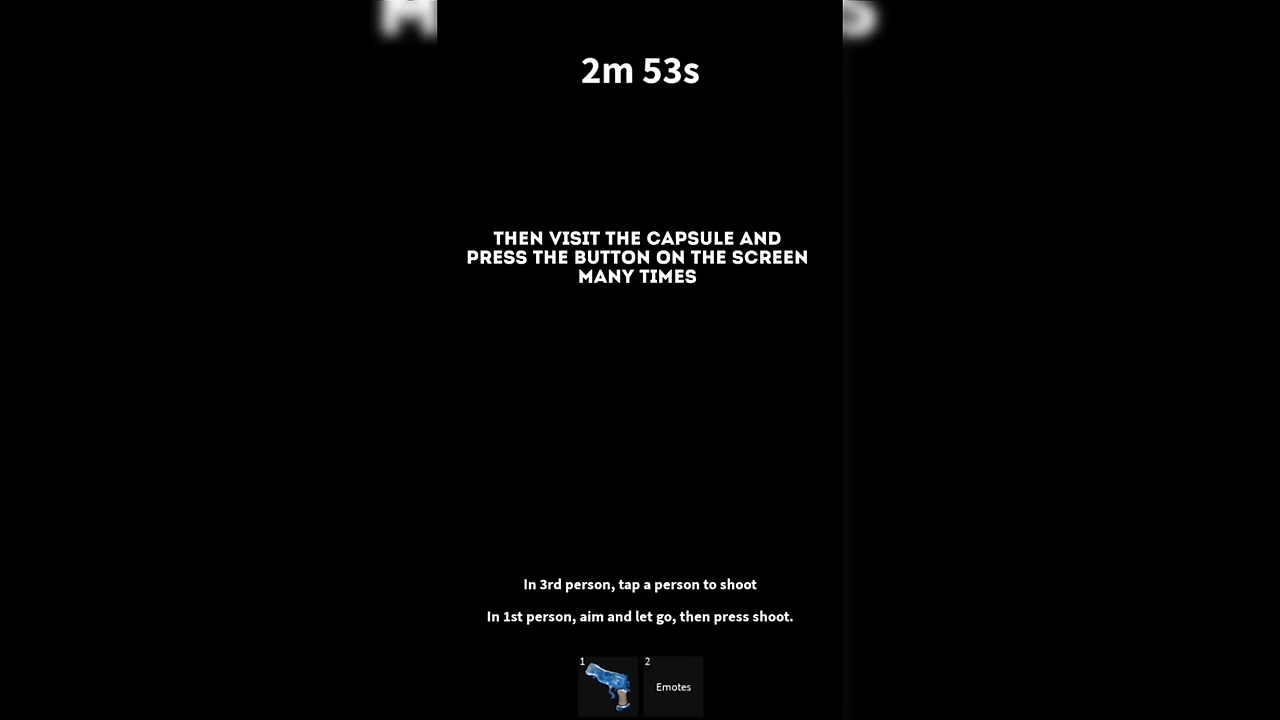 2m 53s
THEN VISIT THE CAPSULE AND
PRESS THE BUTTON ON THE SCREEN
MANY TIMES
In 3rd person, tap a person to shoot
In 1st person, aim and let go, then press shoot.
1
2
Emotes